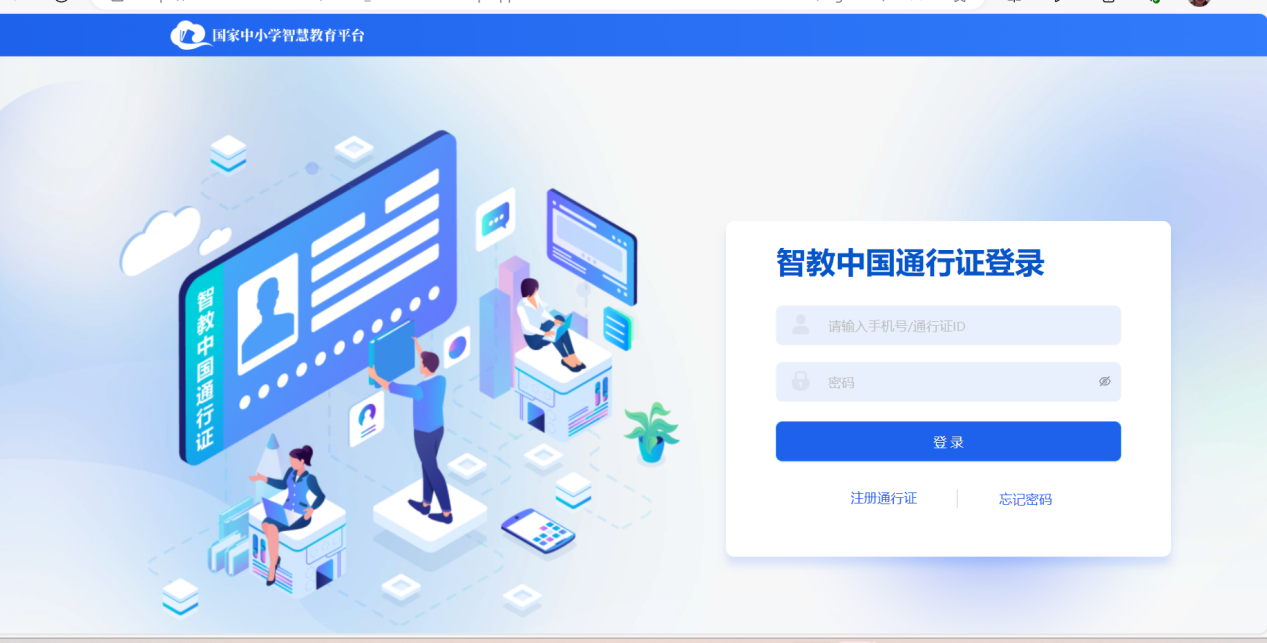 国家中小学智慧教育平台
智教中国通行证
智教中国通行证登录
请输入手机号/通行证ID
密码
登 录
注册通行证
忘记密码